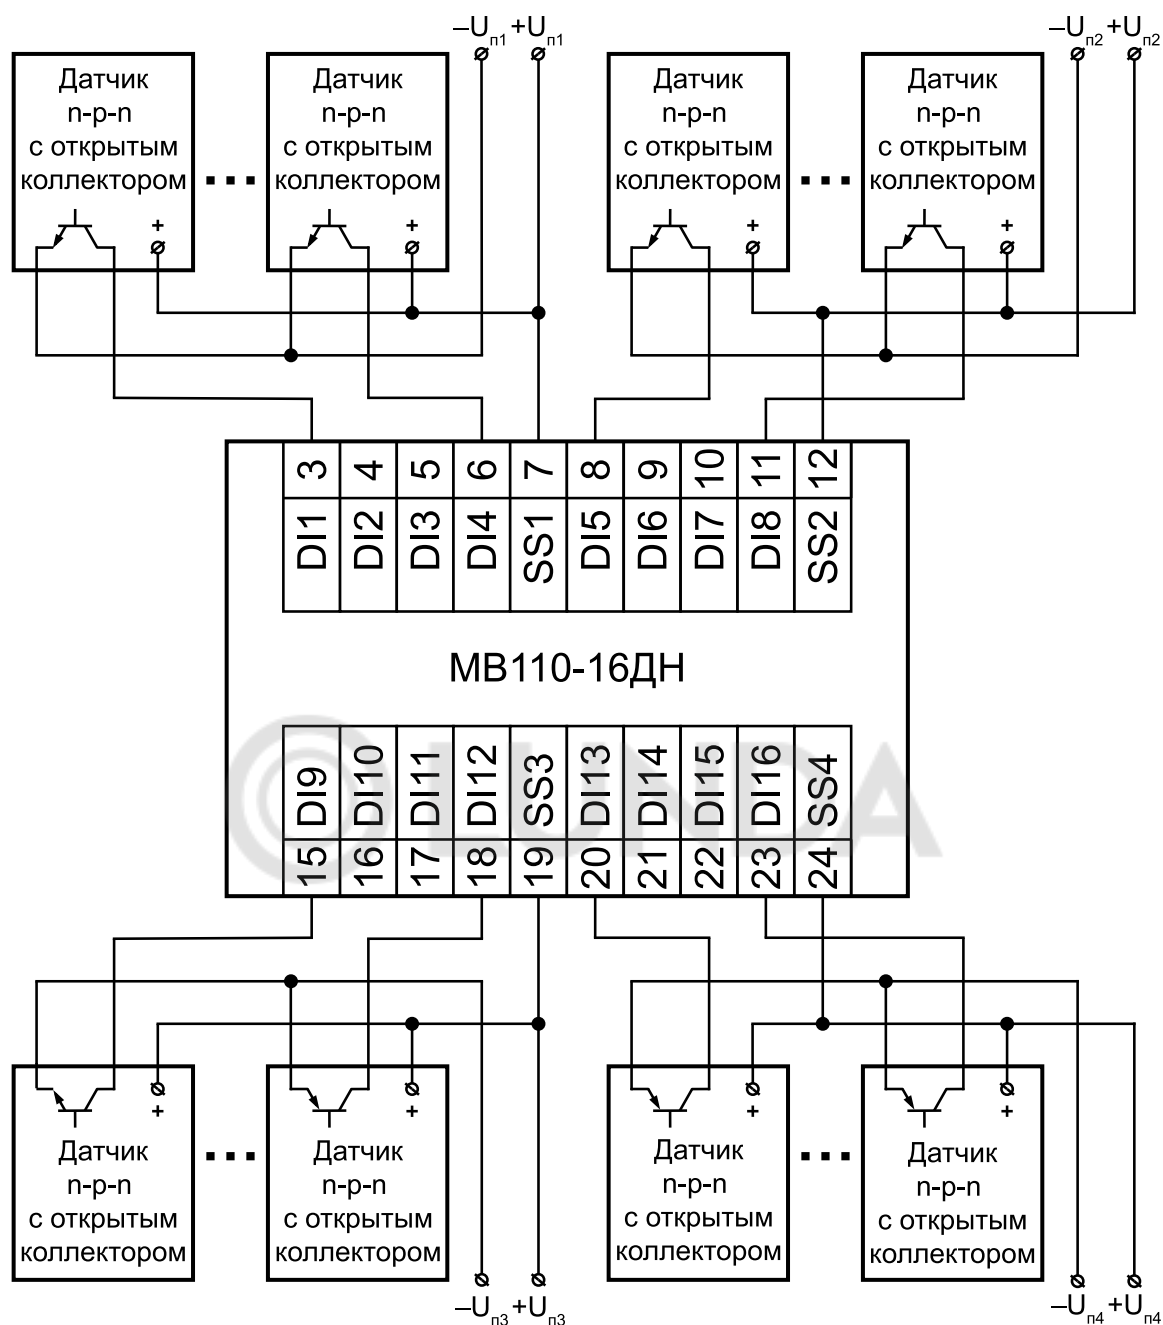 –Uп1 +Uп1
–Uп2 +Uп2
Датчик
n-p-n
с открытым
коллектором
+
...
Датчик
n-p-n
с открытым
коллектором
+
Датчик
n-p-n
с открытым
коллектором
+
...
Датчик
n-p-n
с открытым
коллектором
+
3 4 5 6 7 8 9 10 11 12
DI1 DI2 DI3 DI4 SS1 DI5 DI6 DI7 DI8 SS2
МВ110-16ДН
LUNDA
DI9 DI10 DI11 DI12 SS3 DI13 DI14 DI15 DI16 SS4
15 16 17 18 19 20 21 22 23 24
+
Датчик
n-p-n
с открытым
коллектором
...
+
Датчик
n-p-n
с открытым
коллектором
+
Датчик
n-p-n
с открытым
коллектором
...
+
Датчик
n-p-n
с открытым
коллектором
–Uп3 +Uп3
–Uп4 +Uп4